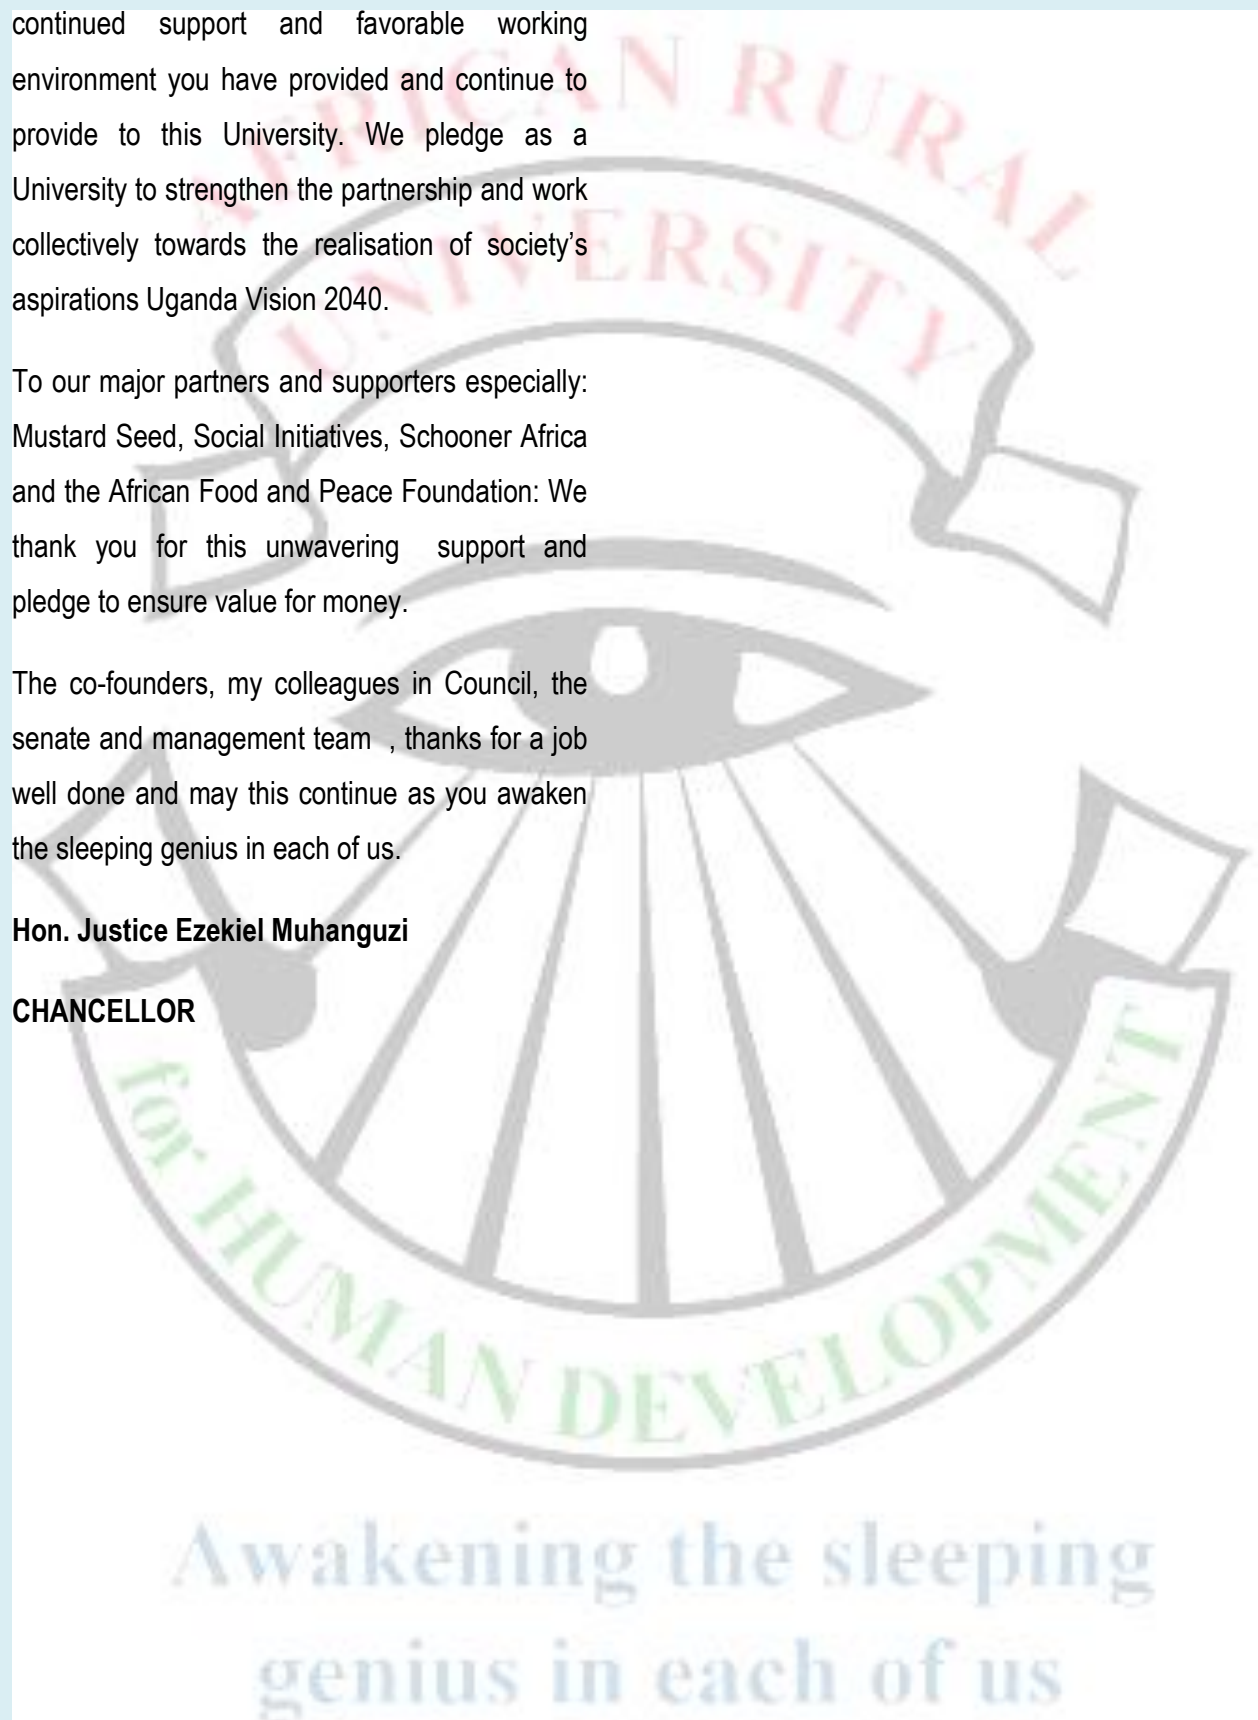 continued support and favorable working
environment you have provided and continue to
provide to this University. We pledge as a
University to strengthen the partnership and work
collectively towards the realisation of society’s
aspirations Uganda Vision 2040.
To our major partners and supporters especially:
Mustard Seed, Social Initiatives, Schooner Africa
and the African Food and Peace Foundation: We
thank you for this unwavering support and
pledge to ensure value for money.
The co-founders, my colleagues in Council, the
senate and management team , thanks for a job
well done and may this continue as you awaken
the sleeping genius in each of us.
Hon. Justice Ezekiel Muhanguzi
CHANCELLOR
AFRICAN RURAL
UNIVERSITY
for HUMAN DEVELOPMENT
Awakening the sleeping
genius in each of us